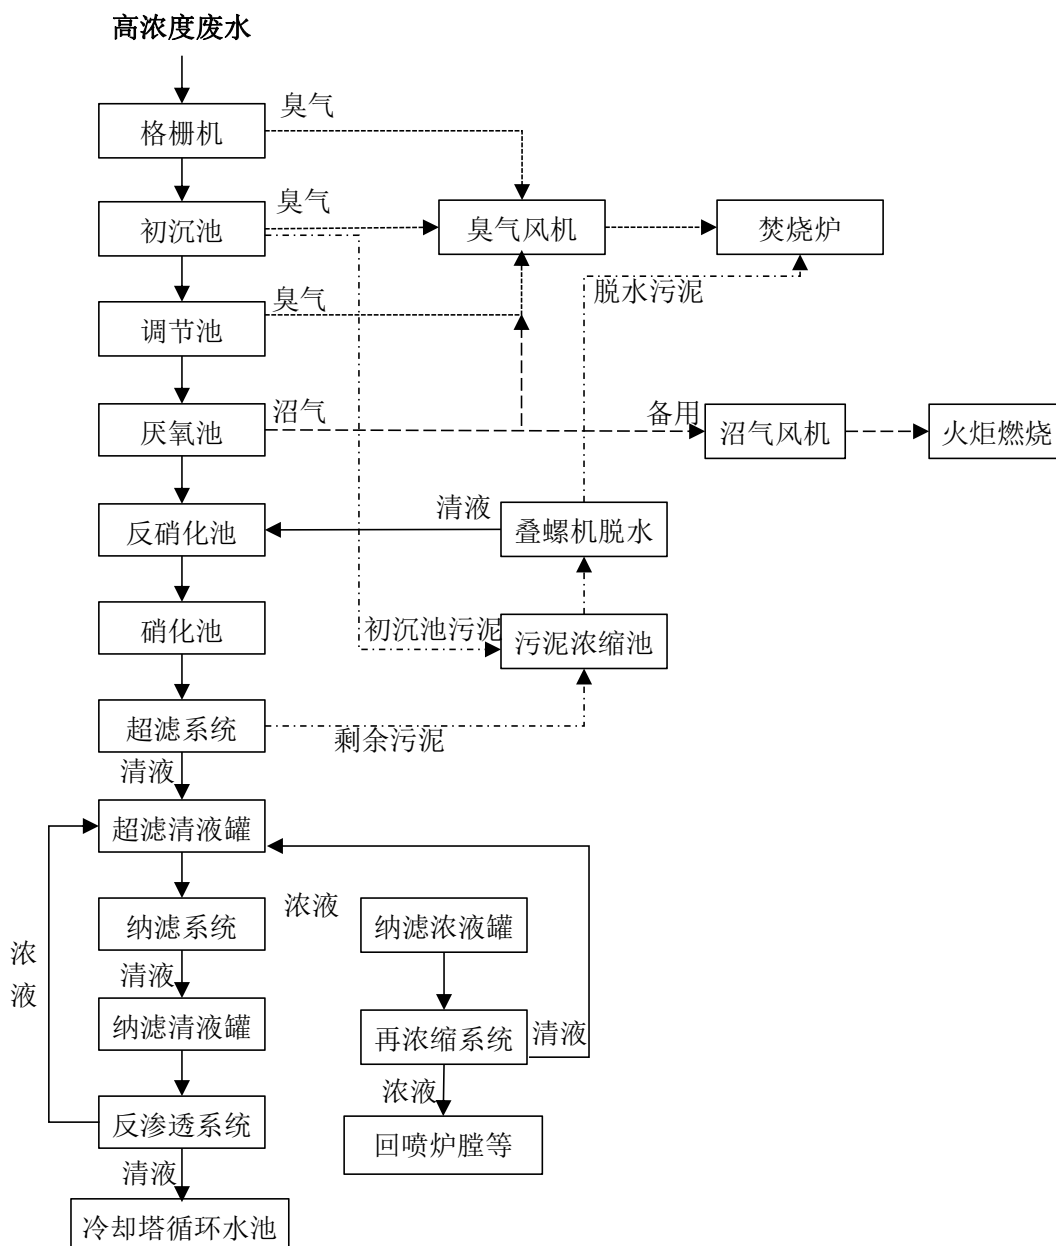 高浓度废水
臭气
格栅机
臭气
初沉池
臭气风机
焚烧炉
脱水污泥
臭气
调节池
沼气
备用
厌氧池
沼气风机
火炬燃烧
清液
反硝化池
叠螺机脱水
硝化池
初沉池污泥
污泥浓缩池
超滤系统
剩余污泥
清液
超滤清液罐
浓液
纳滤系统
纳滤浓液罐
浓
液
清液
纳滤清液罐
再浓缩系统
清液
浓液
反渗透系统
回喷炉膛等
清液
冷却塔循环水池